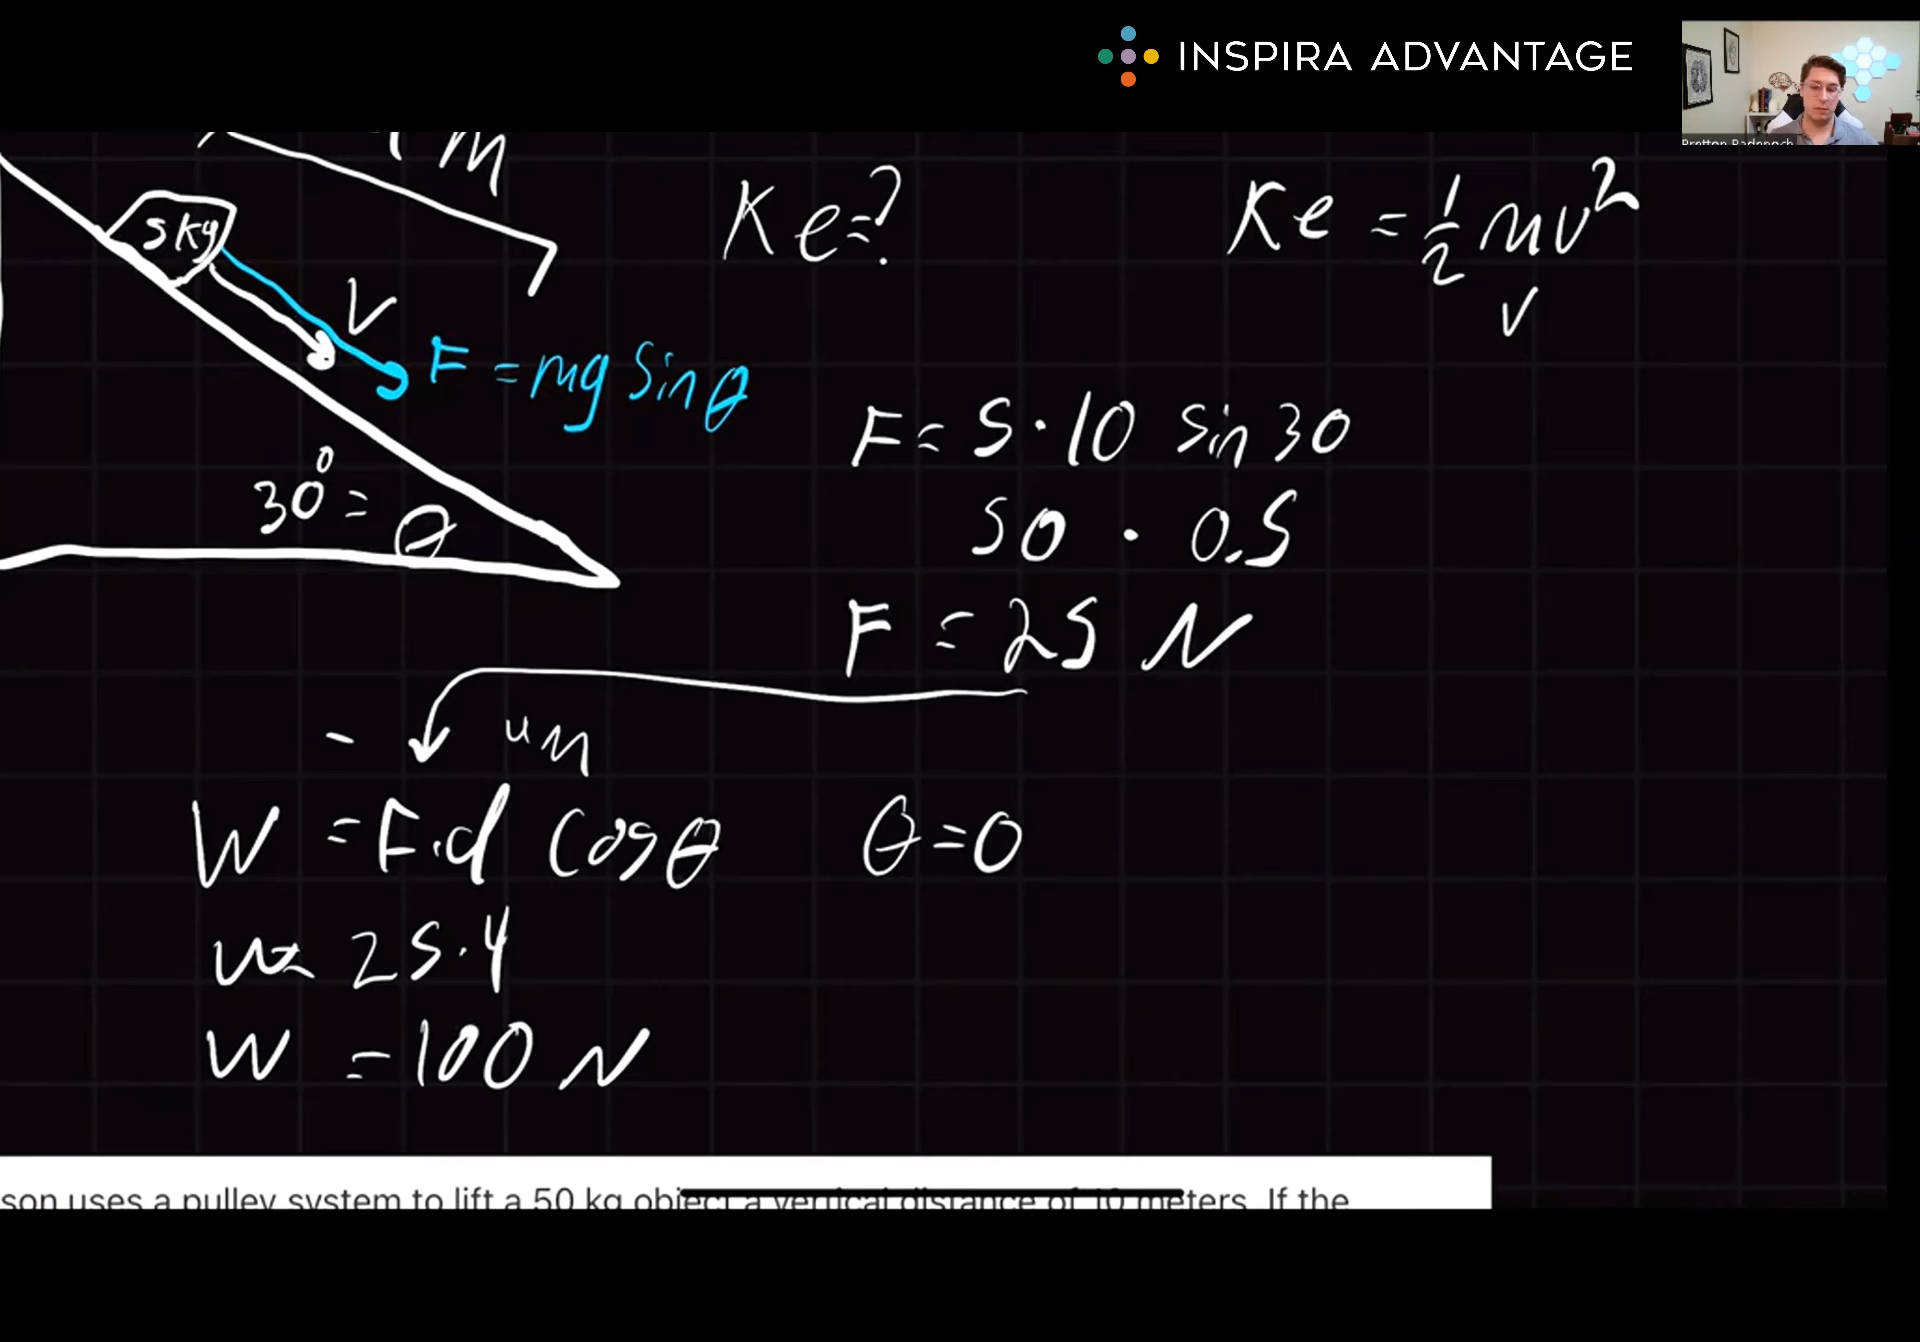 INSPIRA ADVANTAGE
m
Ke=?
Ke = 1/2 mv²
v
5kg
V
F = mg sinθ
30° = θ
F = 5·10 sin 30
50 · 0.5
F = 25 N
- 4m
W = F·d cosθ
θ=0
W= 25·4
W = 100 N
son uses a pulley system to lift a 50 kg object a vertical distance of 10 meters. If the